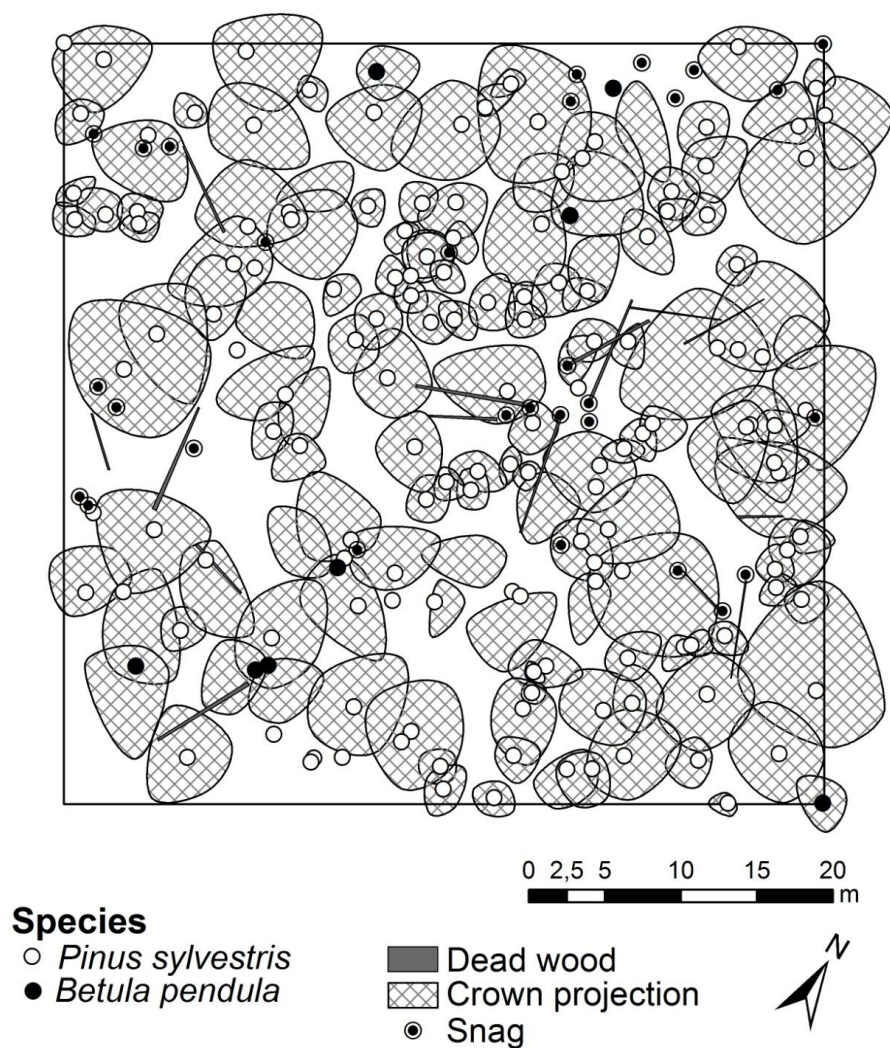 0 2,5 5 10 15 20
m
Species
Pinus sylvestris
Betula pendula
Dead wood
Crown projection
Snag
N